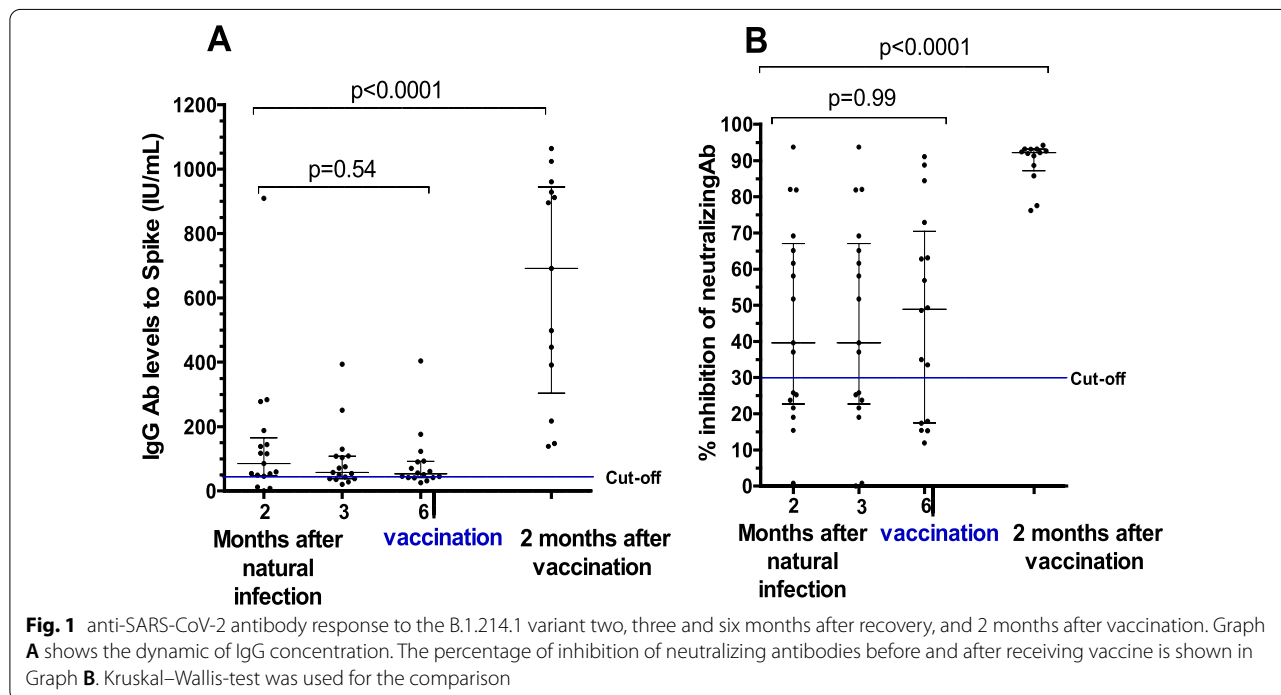 A
p<0.0001
p=0.54
IgG Ab levels to Spike (IU/mL)
1200
1000
800
600
400
200
0
Cut-off
2
3
6
Months after
natural
infection
vaccination
2 months after
vaccination
B
p<0.0001
p=0.99
% inhibition of neutralizingAb
100
90
80
70
60
50
40
30
20
10
0
Cut-off
2
3
6
Months after
natural
infection
vaccination
2 months after
vaccination
Fig. 1 anti-SARS-CoV-2 antibody response to the B.1.214.1 variant two, three and six months after recovery, and 2 months after vaccination. Graph
A shows the dynamic of IgG concentration. The percentage of inhibition of neutralizing antibodies before and after receiving vaccine is shown in
Graph B. Kruskal–Wallis-test was used for the comparison